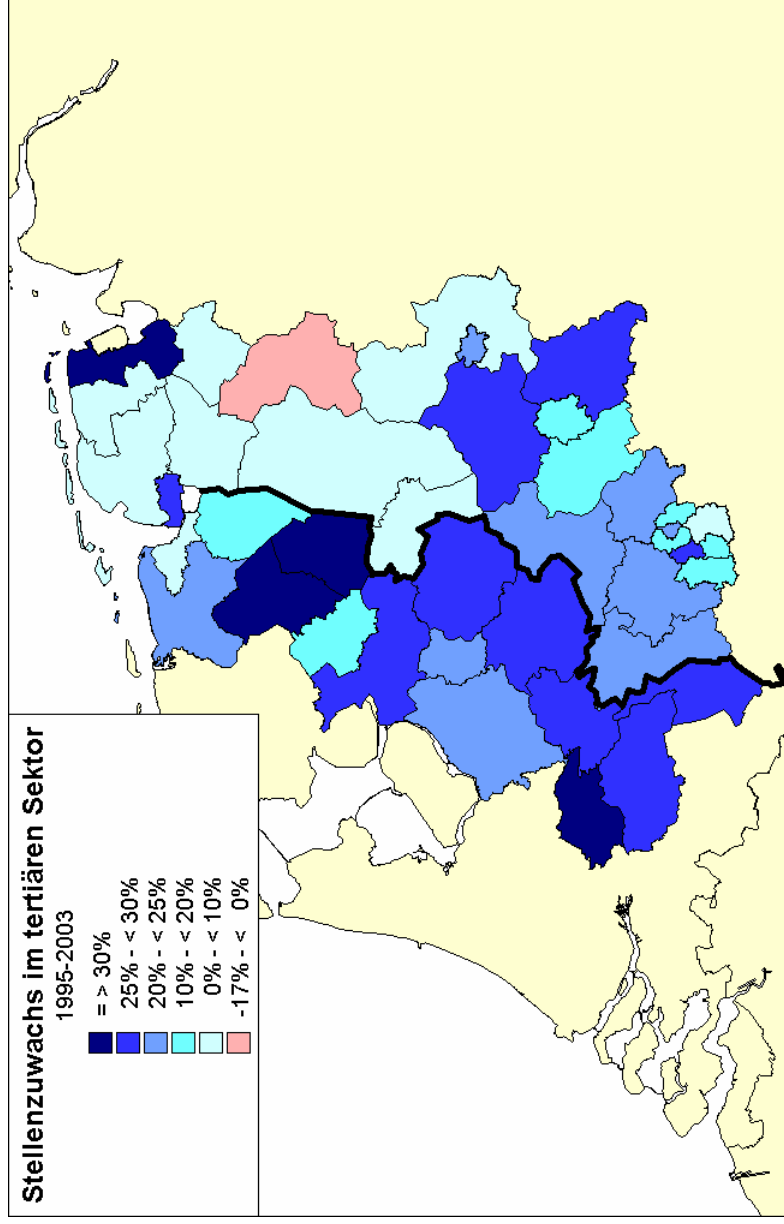 Stellenzuwachs im tertiären Sektor
1995-2003
= > 30%
25% - < 30%
20% - < 25%
10% - < 20%
0% - < 10%
-17% - < 0%